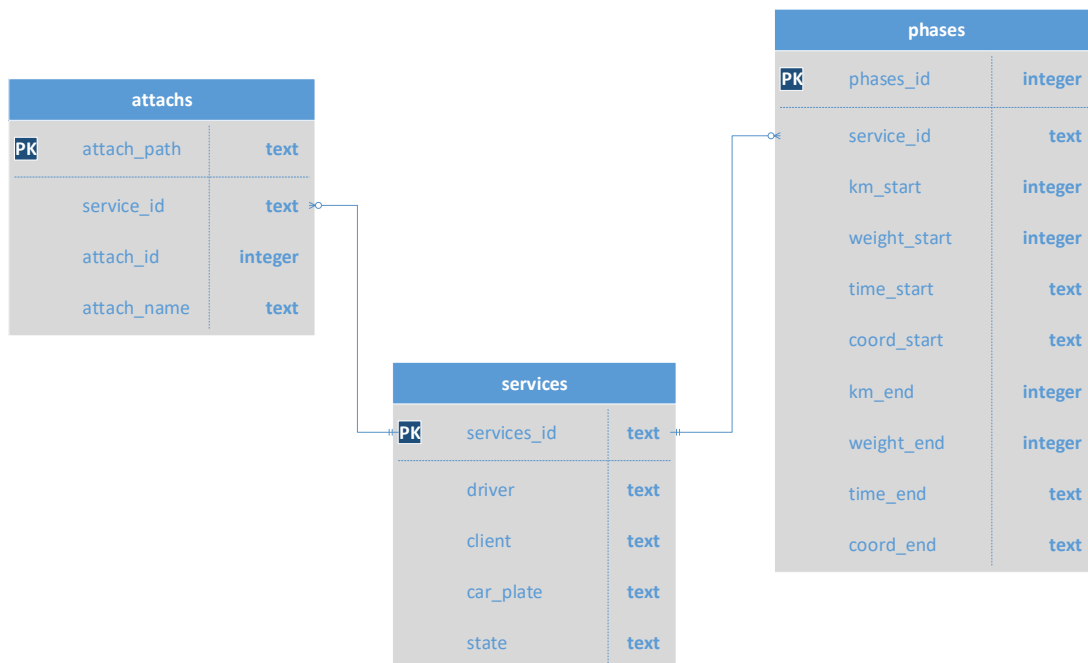 attachs
PK attach_path text
service_id text
attach_id integer
attach_name text
services
PK services_id text
driver text
client text
car_plate text
state text
phases
PK phases_id integer
service_id text
km_start integer
weight_start integer
time_start text
coord_start text
km_end integer
weight_end integer
time_end text
coord_end text